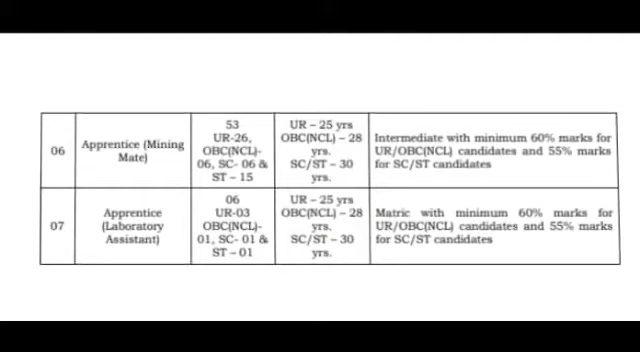 06
Apprentice (Mining
Mate)
53
UR-26,
OBC(NCL)-
06, SC- 06 &
ST – 15
UR – 25 yrs
OBC(NCL) – 28
yrs.
SC/ST – 30
yrs.
Intermediate with minimum 60% marks for
UR/OBC(NCL) candidates and 55% marks
for SC/ST candidates
07
Apprentice
(Laboratory
Assistant)
06
UR-03
OBC(NCL)-
01, SC- 01 &
ST – 01
UR – 25 yrs
OBC(NCL) – 28
yrs.
SC/ST – 30
yrs.
Matric with minimum 60% marks for
UR/OBC(NCL) candidates and 55% marks
for SC/ST candidates